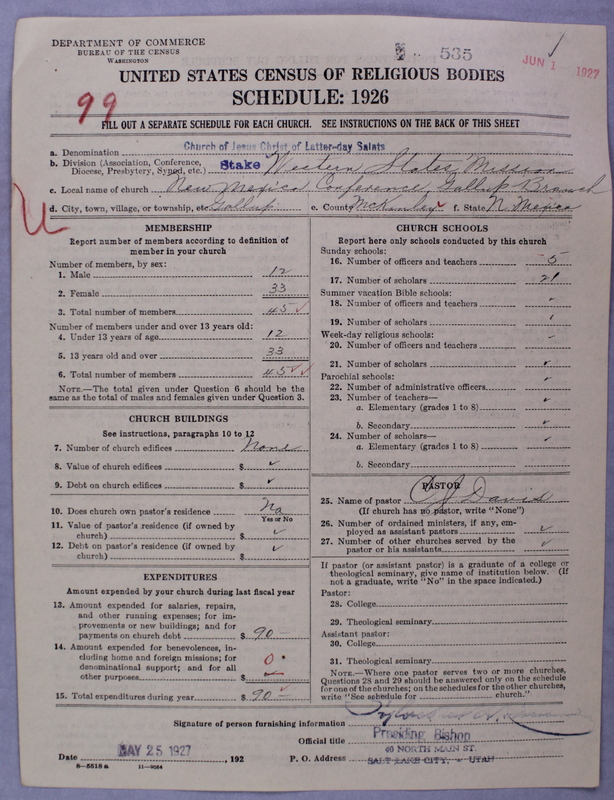 DEPARTMENT OF COMMERCE
BUREAU OF THE CENSUS
WASHINGTON
535
JUN 1 1927
UNITED STATES CENSUS OF RELIGIOUS BODIES
SCHEDULE: 1926
99
FILL OUT A SEPARATE SCHEDULE FOR EACH CHURCH. SEE INSTRUCTIONS ON THE BACK OF THIS SHEET
a. Denomination Church of Jesus Christ of Latter-day Saints
b. Division (Association, Conference, Diocese, Presbytery, Synod, etc.) Stake Western States Mission
c. Local name of church New Mexico Conference, Gallup Branch
d. City, town, village, or township, etc. Gallup e. County McKinley f. State N. Mexico
MEMBERSHIP
Report number of members according to definition of member in your church
Number of members, by sex:
1. Male 12
2. Female 33
3. Total number of members 45
Number of members under and over 13 years old:
4. Under 13 years of age 12
5. 13 years old and over 33
6. Total number of members 45
NOTE.—The total given under Question 6 should be the same as the total of males and females given under Question 3.
CHURCH BUILDINGS
See instructions, paragraphs 10 to 12
7. Number of church edifices None
8. Value of church edifices $
9. Debt on church edifices $
10. Does church own pastor's residence No
Yes or No
11. Value of pastor's residence (if owned by church) $
12. Debt on pastor's residence (if owned by church) $
EXPENDITURES
Amount expended by your church during last fiscal year
13. Amount expended for salaries, repairs, and other running expenses; for improvements or new buildings; and for payments on church debt $ 90 —
14. Amount expended for benevolences, including home and foreign missions; for denominational support; and for all other purposes $ 0
15. Total expenditures during year $ 90 —
CHURCH SCHOOLS
Report here only schools conducted by this church
Sunday schools:
16. Number of officers and teachers 5
17. Number of scholars 21
Summer vacation Bible schools:
18. Number of officers and teachers
19. Number of scholars
Week-day religious schools:
20. Number of officers and teachers
21. Number of scholars
Parochial schools:
22. Number of administrative officers
23. Number of teachers—
a. Elementary (grades 1 to 8)
b. Secondary
24. Number of scholars—
a. Elementary (grades 1 to 8)
b. Secondary
PASTOR
25. Name of pastor David
(If church has no pastor, write "None")
26. Number of ordained ministers, if any, employed as assistant pastors
27. Number of other churches served by the pastor or his assistants
If pastor (or assistant pastor) is a graduate of a college or theological seminary, give name of institution below. (If not a graduate, write "No" in the space indicated.)
Pastor:
28. College
29. Theological seminary
Assistant pastor:
30. College
31. Theological seminary
NOTE.—Where one pastor serves two or more churches, Questions 28 and 29 should be answered only on the schedule for one of the churches; on the schedules for the other churches, write "See schedule for church."
Signature of person furnishing information
Official title Presiding Bishop
Date MAY 25 1927, 192 P. O. Address 40 NORTH MAIN ST. SALT LAKE CITY, - UTAH
8—5518 a 11—9064